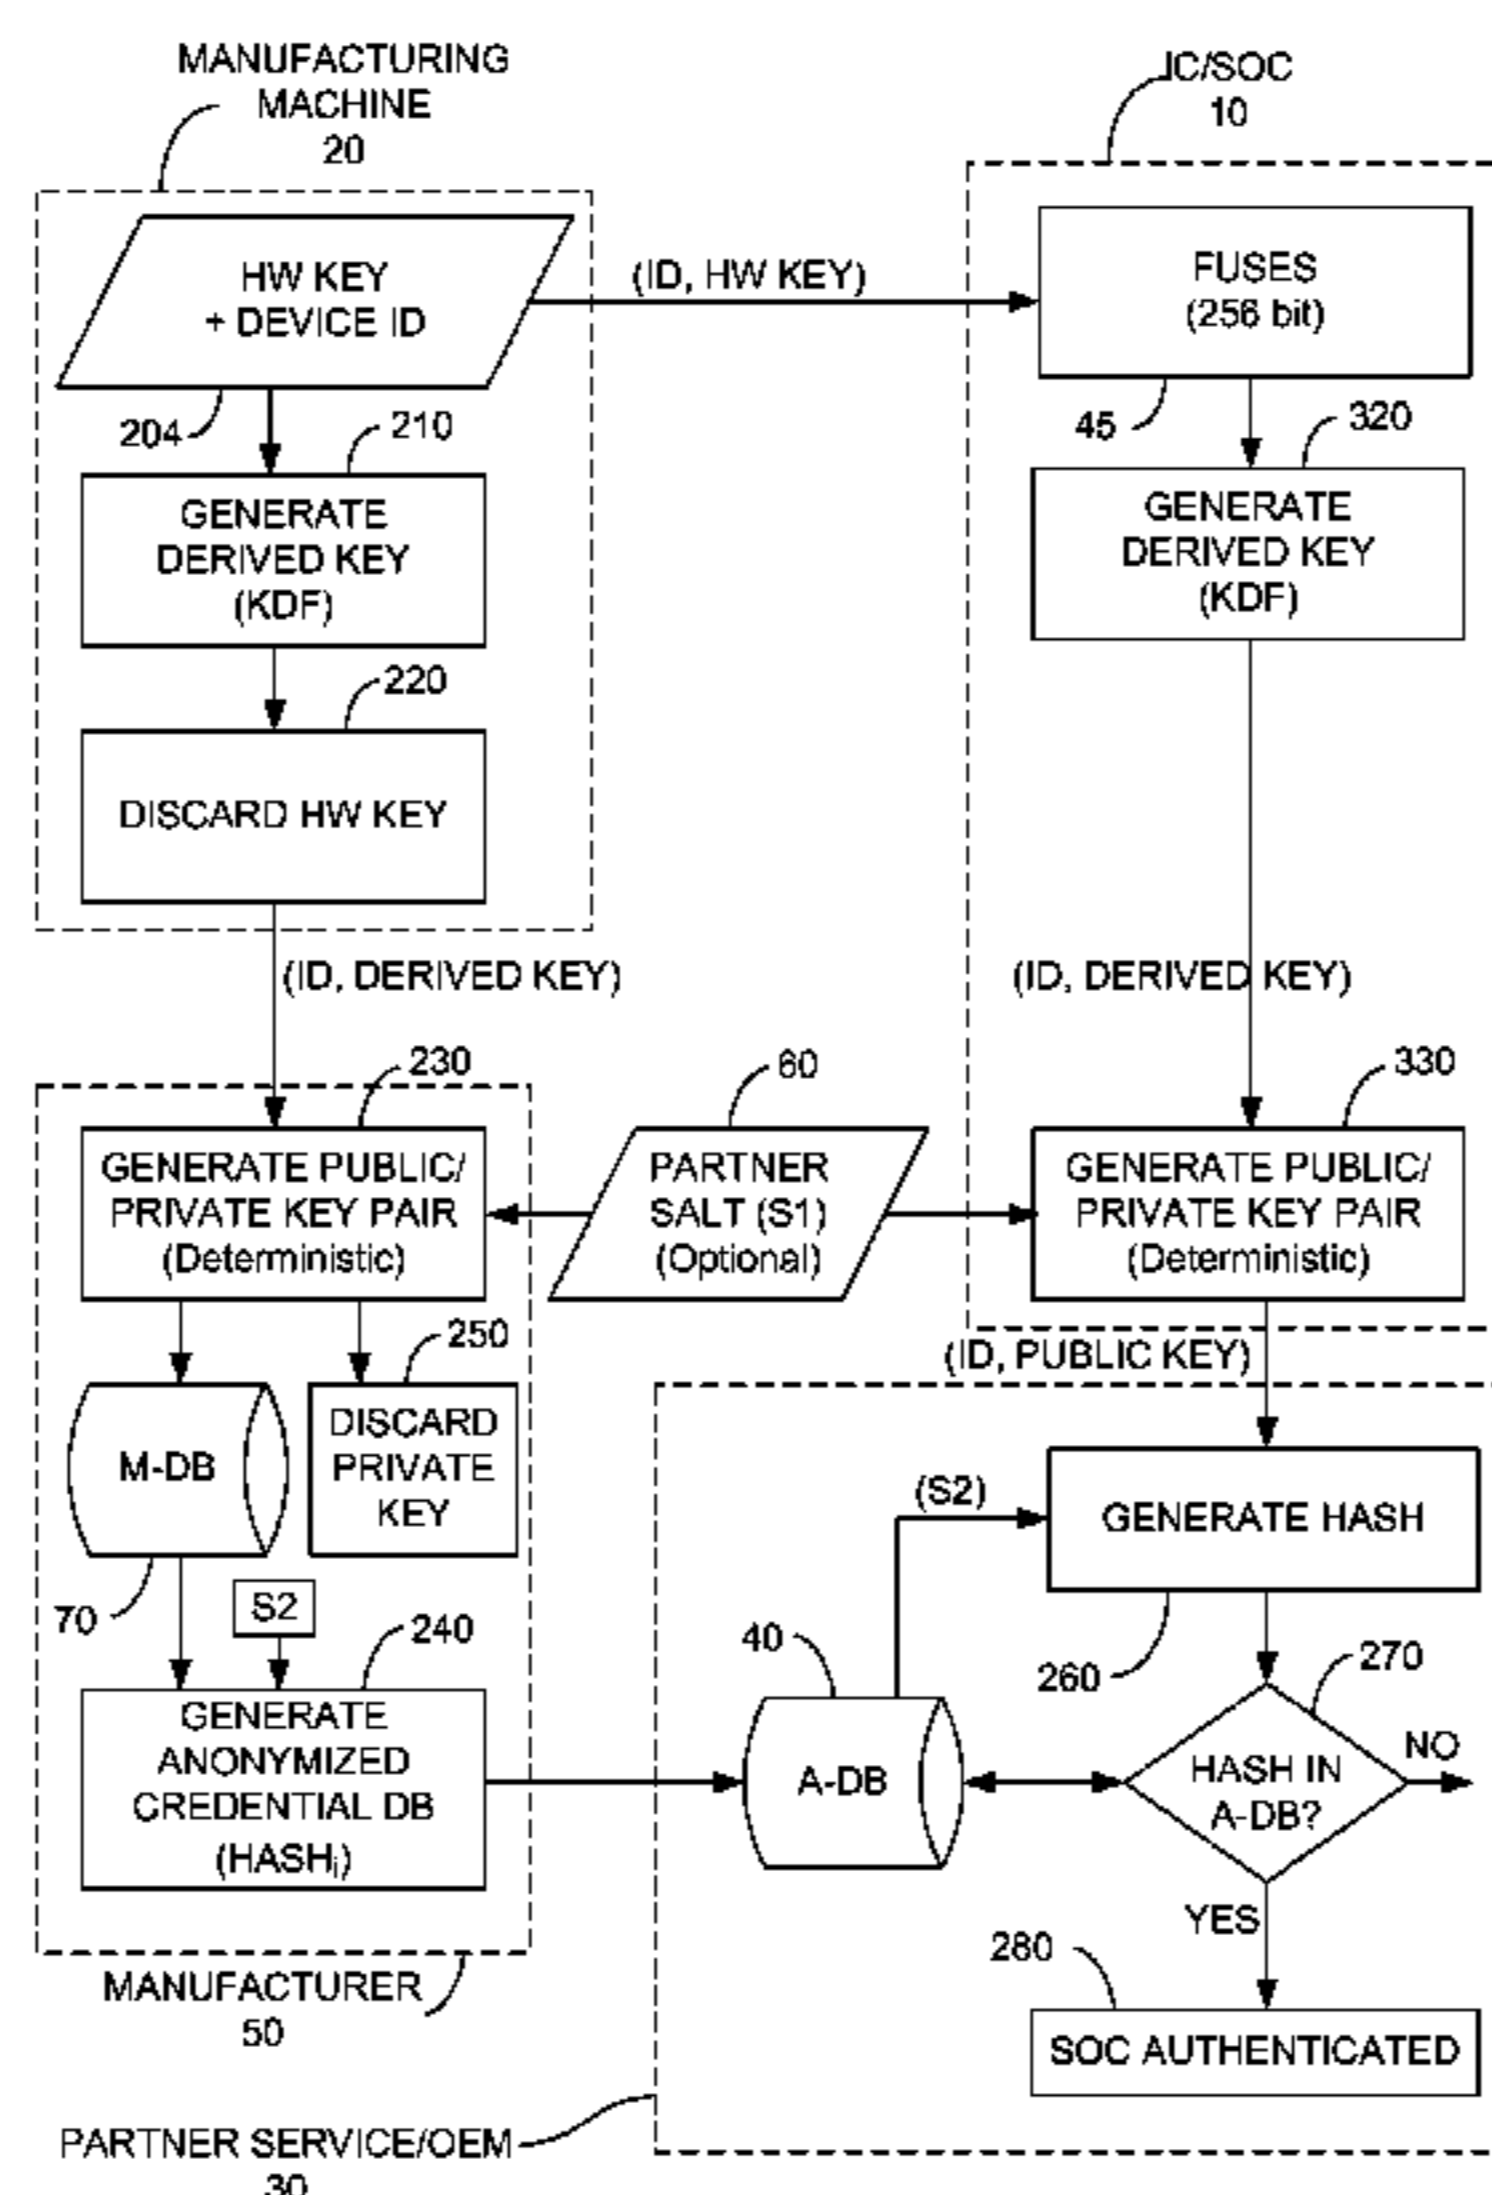 MANUFACTURING
MACHINE
20
IC/SOC
10
HW KEY
+ DEVICE ID
(ID, HW KEY)
FUSES
(256 bit)
204
210
45
320
GENERATE
DERIVED KEY
(KDF)
GENERATE
DERIVED KEY
(KDF)
220
DISCARD HW KEY
(ID, DERIVED KEY)
(ID, DERIVED KEY)
230
60
330
GENERATE PUBLIC/
PRIVATE KEY PAIR
(Deterministic)
PARTNER
SALT (S1)
(Optional)
GENERATE PUBLIC/
PRIVATE KEY PAIR
(Deterministic)
250
(ID, PUBLIC KEY)
M-DB
DISCARD
PRIVATE
KEY
(S2)
GENERATE HASH
70
S2
240
40
260
270
GENERATE
ANONYMIZED
CREDENTIAL DB
(HASHi)
A-DB
HASH IN
A-DB?
NO
YES
280
SOC AUTHENTICATED
MANUFACTURER
50
PARTNER SERVICE/OEM
30